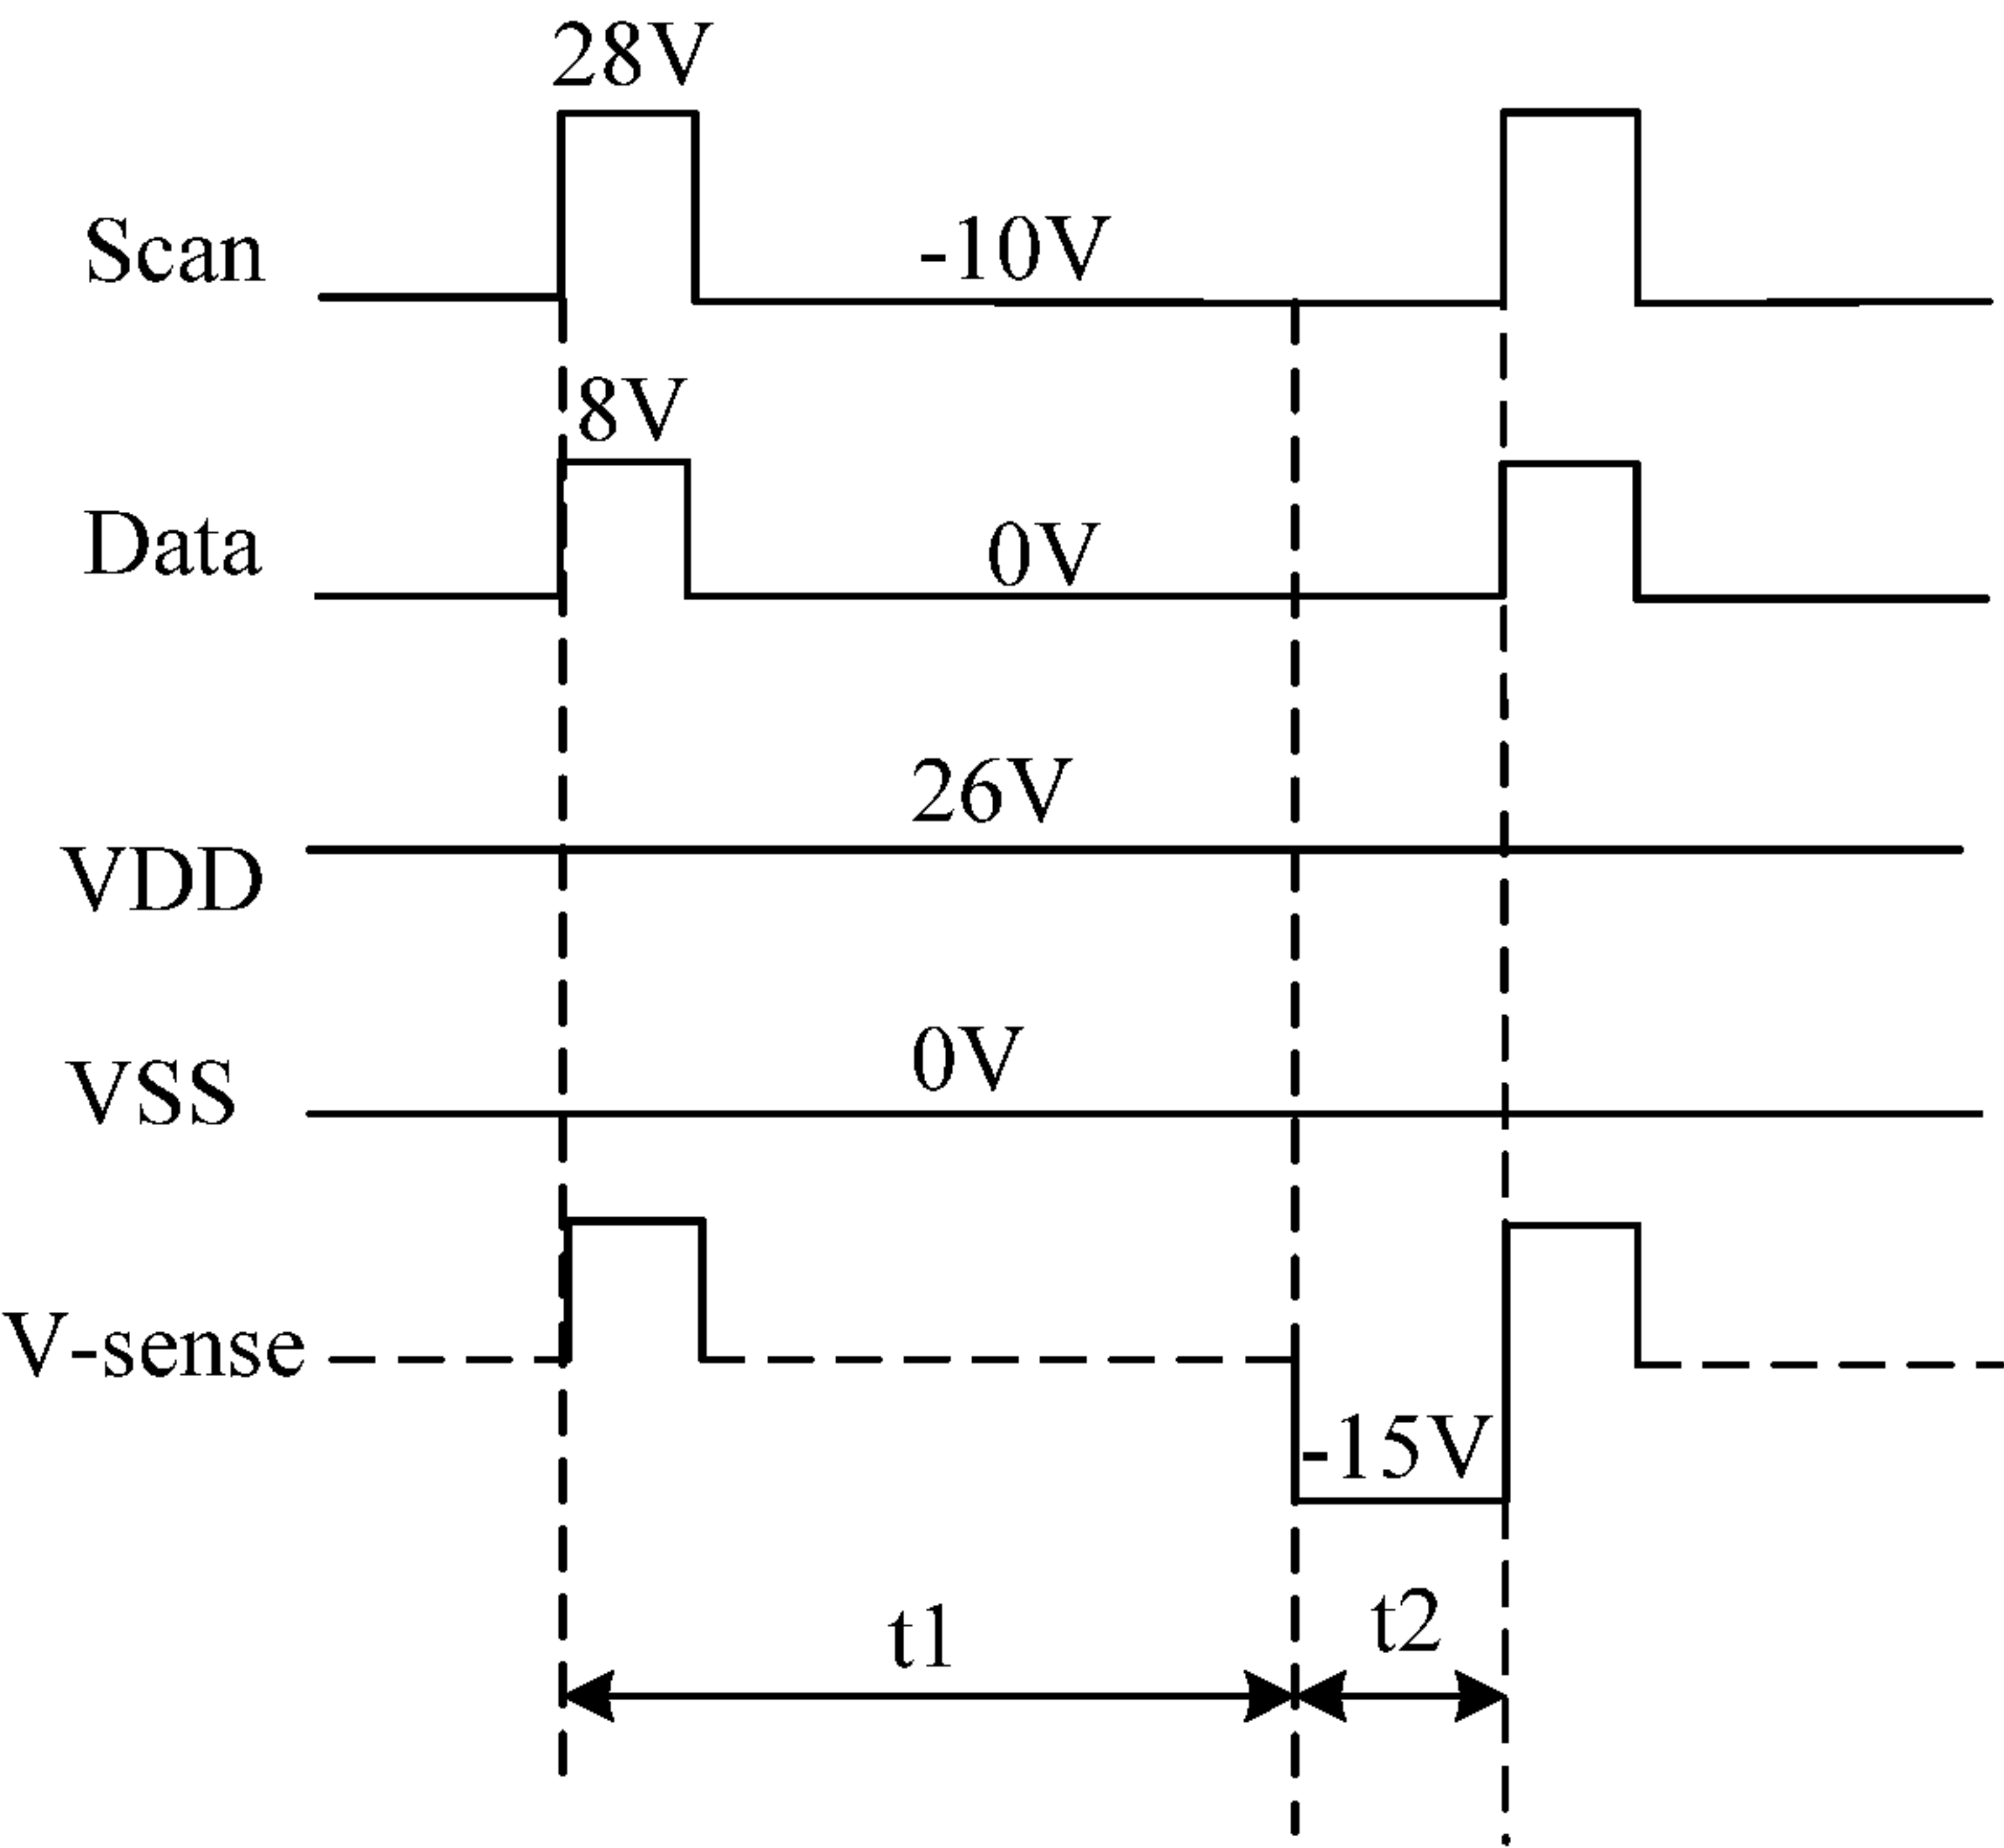 28V
Scan
-10V
8V
Data
0V
26V
VDD
0V
VSS
V-sense
-15V
t1
t2